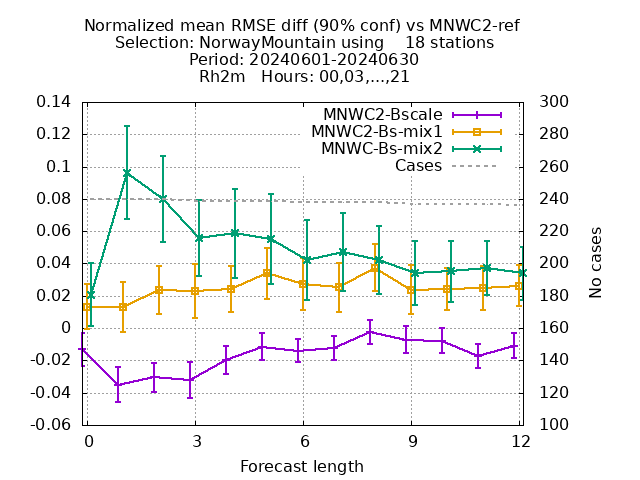 Normalized mean RMSE diff (90% conf) vs MNWC2-ref
Selection: NorwayMountain using 18 stations
Period: 20240601-20240630
Rh2m Hours: 00,03,...,21
MNWC2-Bscale
MNWC2-Bs-mix1
MNWC-Bs-mix2
Cases
0.14
0.12
0.1
0.08
0.06
0.04
0.02
0
-0.02
-0.04
-0.06
300
280
260
240
220
200
180
160
140
120
100
No cases
0 3 6 9 12
Forecast length